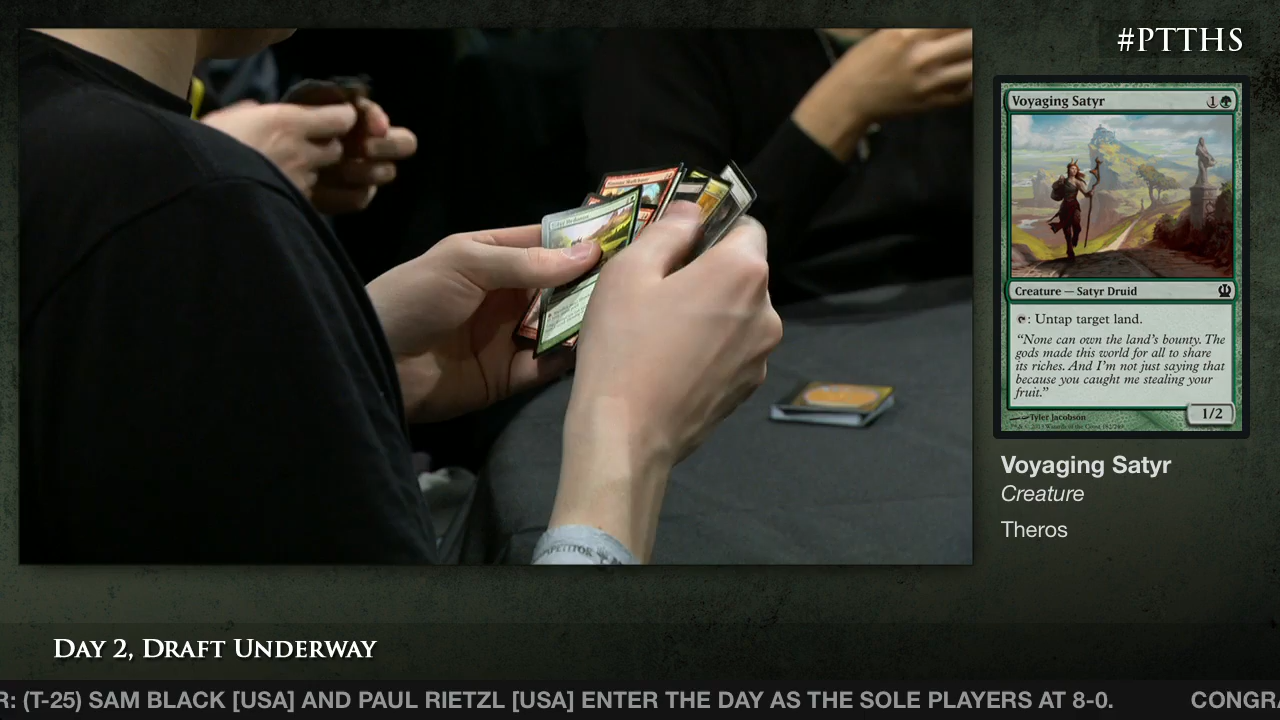 #PTTHS
Voyaging Satyr 1
Creature — Satyr Druid
: Untap target land.
“None can own the land’s bounty. The
gods made this world for all to share
its riches. And I’m not just saying that
because you caught me stealing your
fruit.”
1/2
Tyler Jacobson
Voyaging Satyr
Creature
Theros
Day 2, Draft Underway
R: (T-25) SAM BLACK [USA] AND PAUL RIETZL [USA] ENTER THE DAY AS THE SOLE PLAYERS AT 8-0. CONGRA